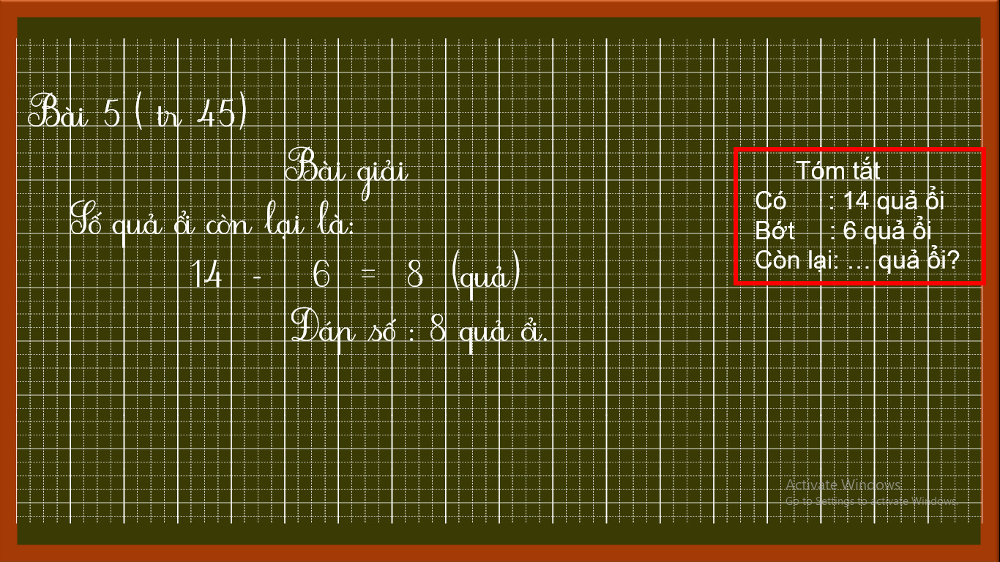 Bài 5 ( tr 45)
Bài giải
Số quả ổi còn lại là:
14 - 6 = 8 (quả)
Đáp số : 8 quả ổi.
Tóm tắt
Có : 14 quả ổi
Bớt : 6 quả ổi
Còn lại: … quả ổi?
Activate Windows
Go to Settings to activate Windows.